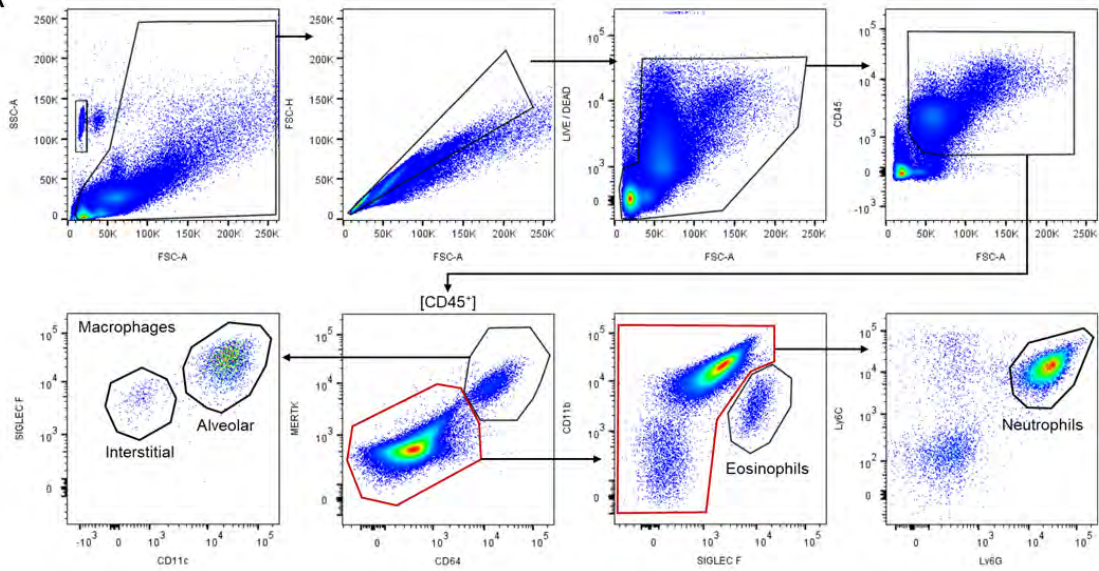 A
250K
200K
150K
100K
50K
0
SSC-A
0 50K 100K 150K 200K 250K
FSC-A
250K
200K
150K
100K
50K
0
FSC-H
0 50K 100K 150K 200K 250K
FSC-A
10^5
10^4
10^3
0
LIVE / DEAD
0 50K 100K 150K 200K 250K
FSC-A
10^5
10^4
10^3
0
-10^3
CD45
0 50K 100K 150K 200K 250K
FSC-A
[CD45⁺]
10^5
10^4
10^3
0
SIGLEC F
Macrophages
Alveolar
Interstitial
-10^3 0 10^3 10^4 10^5
CD11c
10^5
10^4
10^3
0
MERTK
0 10^3 10^4 10^5
CD64
10^5
10^4
10^3
0
CD11b
Eosinophils
0 10^3 10^4 10^5
SIGLEC F
10^5
10^4
10^3
10^2
0
Ly6C
Neutrophils
0 10^3 10^4 10^5
Ly6G